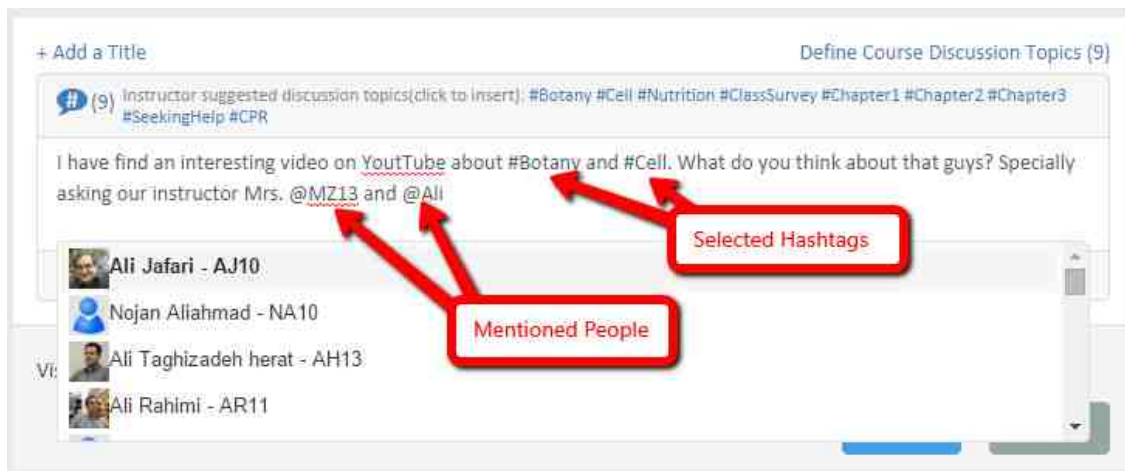 + Add a Title
Define Course Discussion Topics (9)
# (9) Instructor suggested discussion topics(click to insert): #Botany #Cell #Nutrition #ClassSurvey #Chapter1 #Chapter2 #Chapter3
#SeekingHelp #CPR
I have find an interesting video on YoutTube about #Botany and #Cell. What do you think about that guys? Specially
asking our instructor Mrs. @MZ13 and @Ali
Selected Hashtags
Ali Jafari - AJ10
Nojan Aliahmad - NA10
Mentioned People
Ali Taghizadeh herat - AH13
Ali Rahimi - AR11